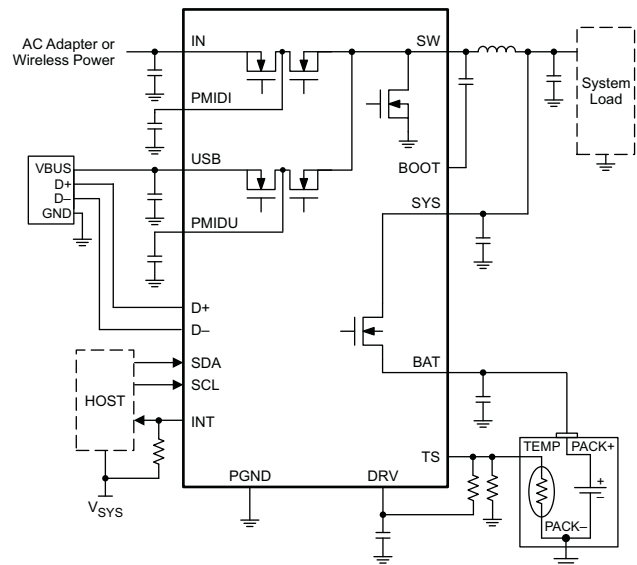 AC Adapter or
Wireless Power
IN
SW
System
Load
PMIDI
BOOT
VBUS
D+
D–
GND
USB
SYS
PMIDU
D+
D–
SDA
SCL
HOST
INT
BAT
TS
TEMP
PACK+
+
–
PACK–
PGND
DRV
VSYS